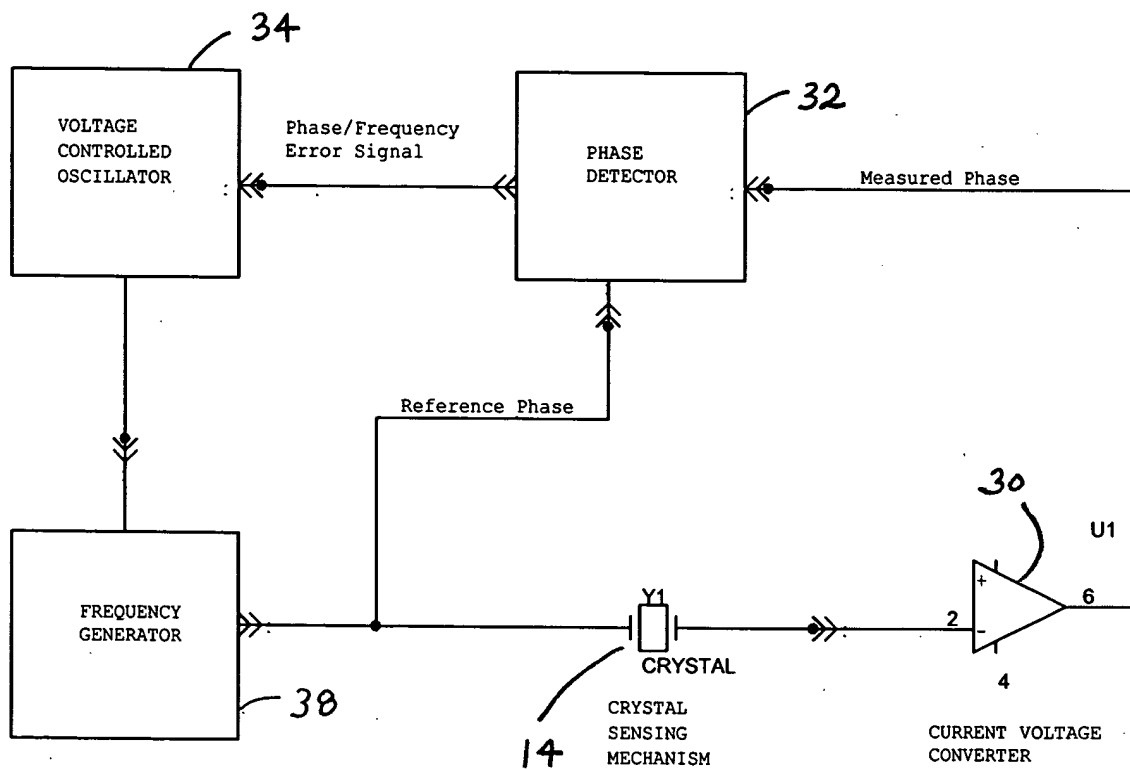 34
VOLTAGE
CONTROLLED
OSCILLATOR
Phase/Frequency
Error Signal
PHASE
DETECTOR
32
Measured Phase
Reference Phase
FREQUENCY
GENERATOR
38
Y1
CRYSTAL
14
CRYSTAL
SENSING
MECHANISM
30
U1
+
2
-
6
4
CURRENT VOLTAGE
CONVERTER